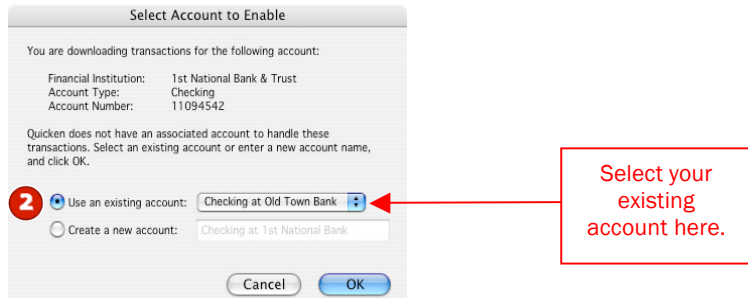 Select Account to Enable
You are downloading transactions for the following account:
Financial Institution: 1st National Bank & Trust
Account Type: Checking
Account Number: 11094542
Quicken does not have an associated account to handle these
transactions. Select an existing account or enter a new account name,
and click OK.
2 Use an existing account: Checking at Old Town Bank
Create a new account: Checking at 1st National Bank
Cancel OK
Select your
existing
account here.